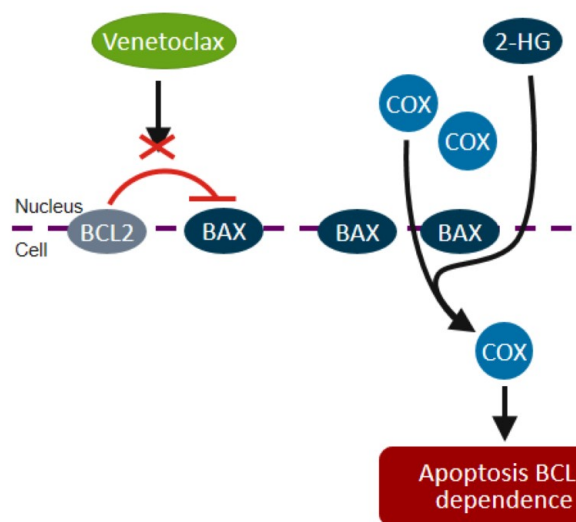 Venetoclax
2-HG
COX
COX
Nucleus
BCL2
BAX
BAX
BAX
Cell
COX
Apoptosis BCL
dependence